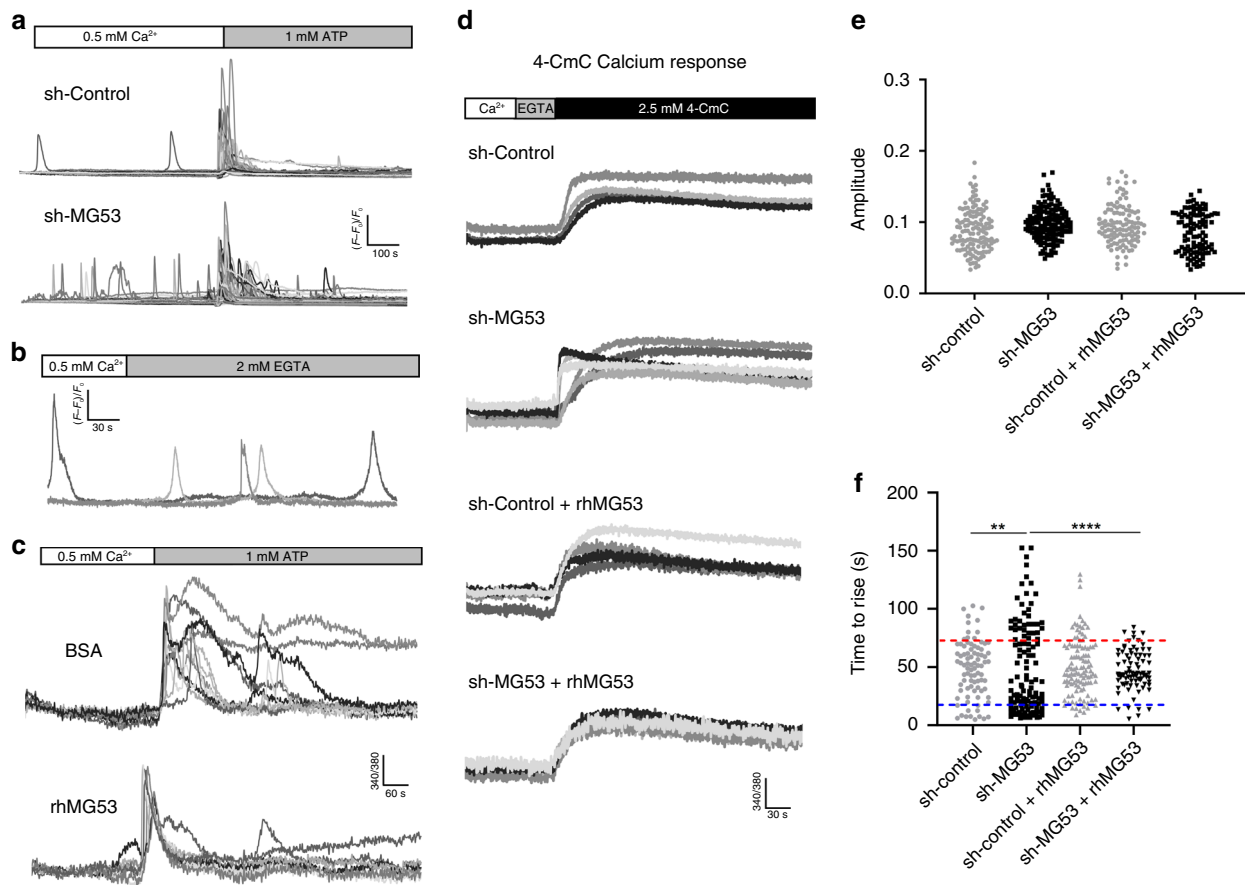 a
0.5 mM Ca²⁺
1 mM ATP
sh-Control
sh-MG53
(F–F₀)/F₀
100 s
b
0.5 mM Ca²⁺
2 mM EGTA
(F–F₀)/F₀
30 s
c
0.5 mM Ca²⁺
1 mM ATP
BSA
340/380
60 s
rhMG53
d
4-CmC Calcium response
Ca²⁺
EGTA
2.5 mM 4-CmC
sh-Control
sh-MG53
sh-Control + rhMG53
sh-MG53 + rhMG53
340/380
30 s
e
Amplitude
0.3
0.2
0.1
0.0
sh-control
sh-MG53
sh-control + rhMG53
sh-MG53 + rhMG53
f
Time to rise (s)
200
150
100
50
0
**
****
sh-control
sh-MG53
sh-control + rhMG53
sh-MG53 + rhMG53